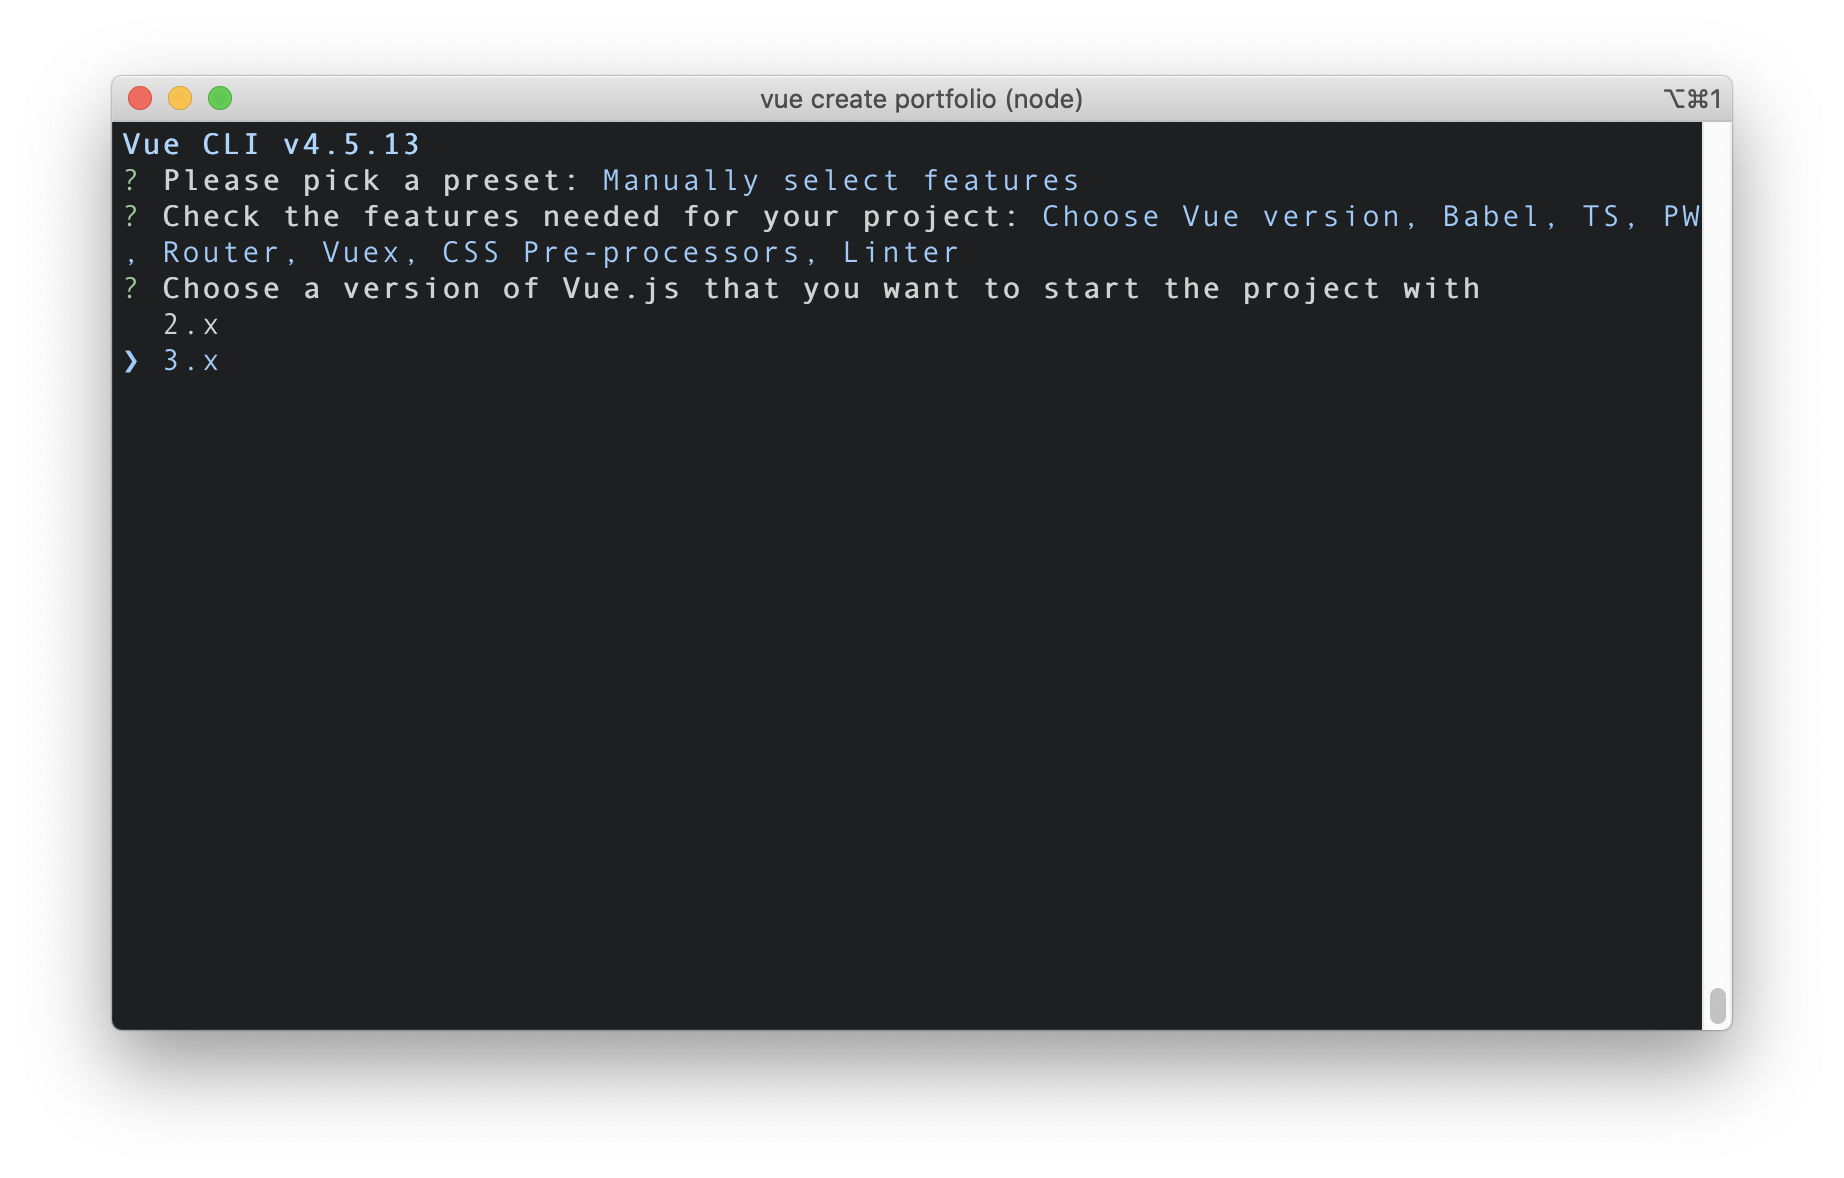 vue create portfolio (node)
⌥⌘1
Vue CLI v4.5.13
? Please pick a preset: Manually select features
? Check the features needed for your project: Choose Vue version, Babel, TS, PW
, Router, Vuex, CSS Pre-processors, Linter
? Choose a version of Vue.js that you want to start the project with
2.x
❯ 3.x